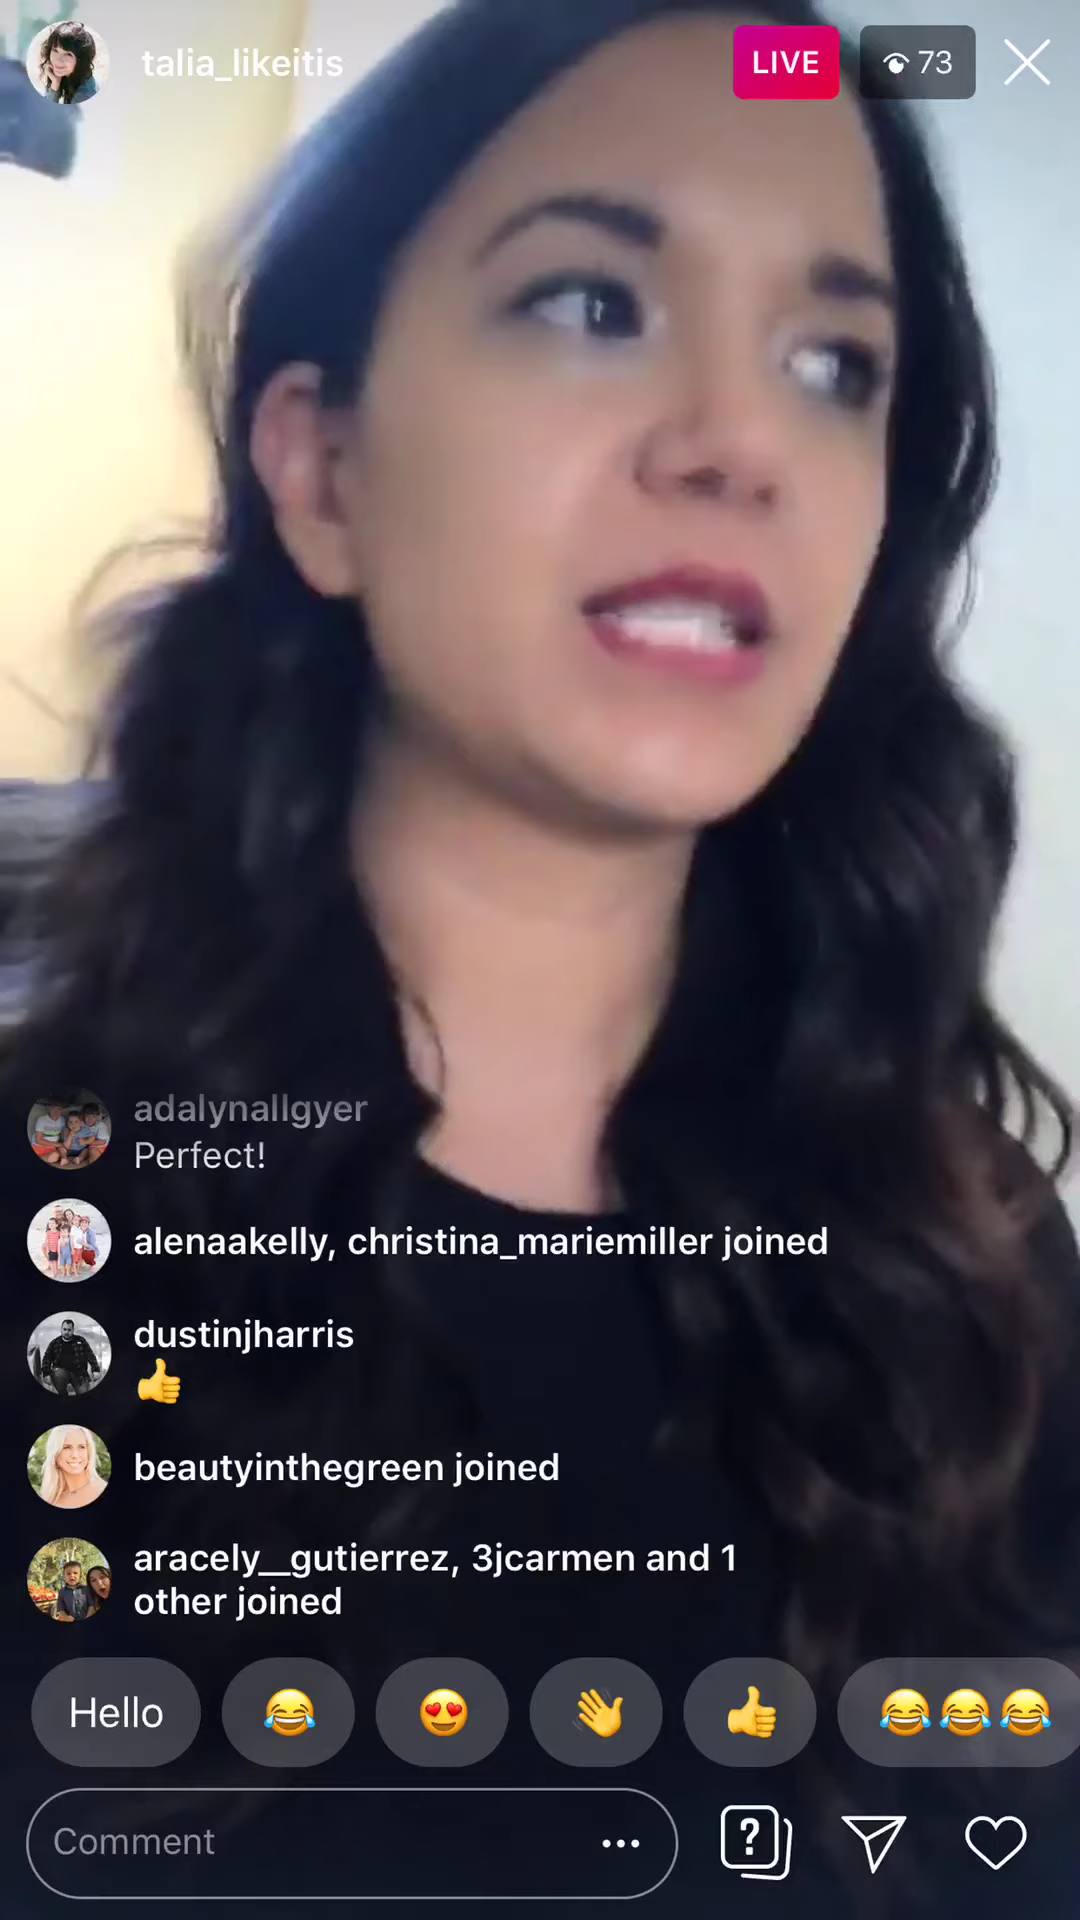 talia_likeitis
LIVE
73
adalynallgyer
Perfect!
alenaakelly, christina_mariemiller joined
dustinjharris
👍
beautyinthegreen joined
aracely__gutierrez, 3jcarmen and 1
other joined
Hello 😂 😍 👋 👍 😂😂😂
Comment
?